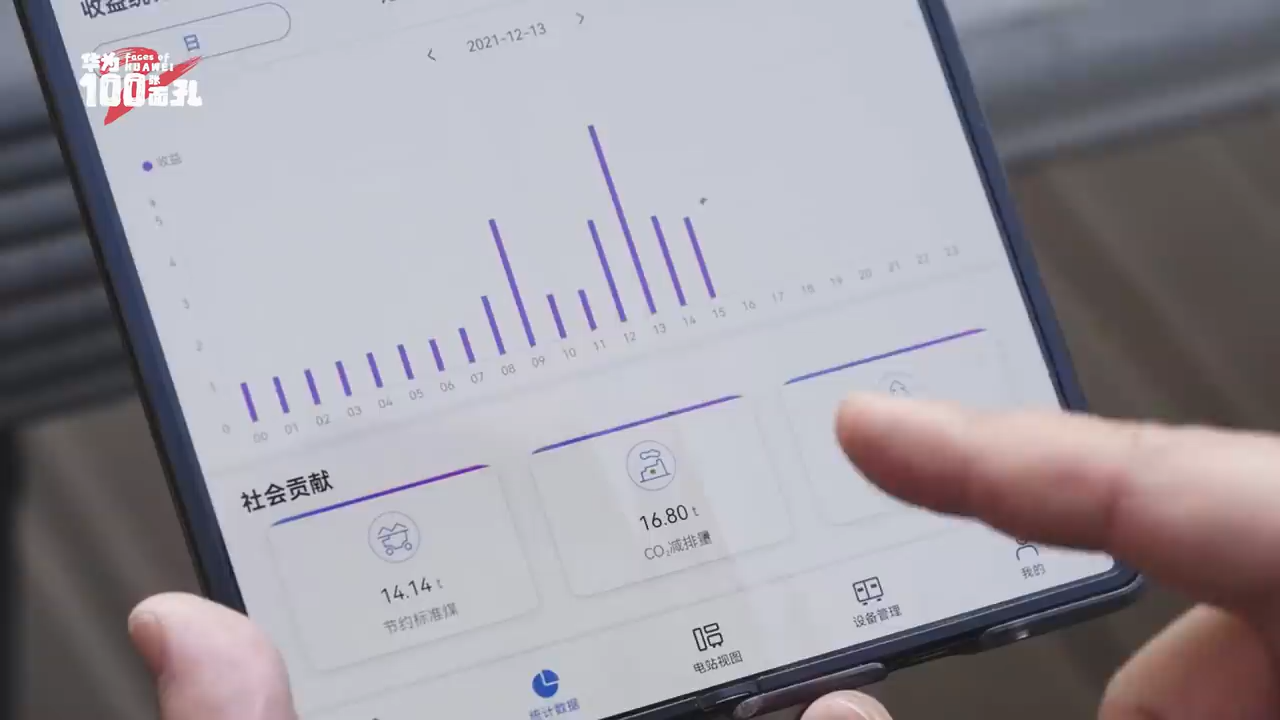 收益统
日
2021-12-13
华为 Faces of HUAWEI
100张面孔
收益
5
4
3
2
1
0
00 01 02 03 04 05 06 07 08 09 10 11 12 13 14 15 16 17 18 19 20 21 22 23
社会贡献
14.14 t
节约标准煤
16.80 t
CO₂减排量
统计数据
电站视图
设备管理
我的